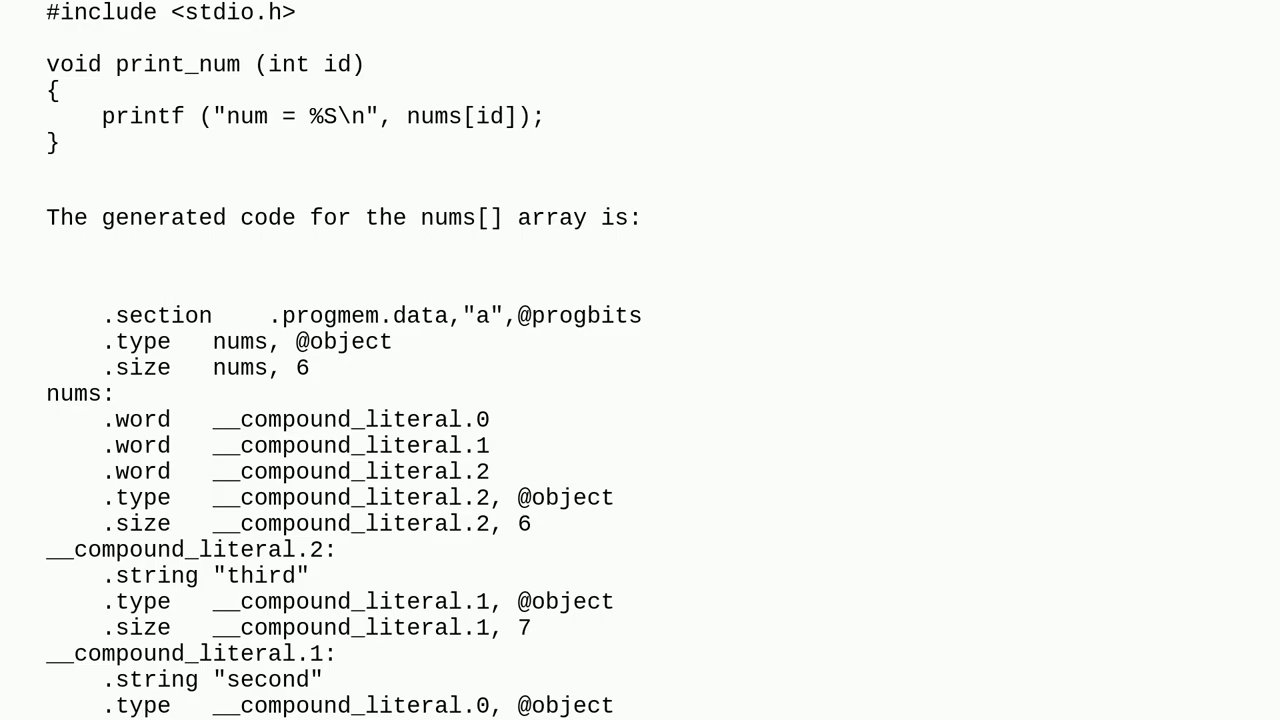 #include <stdio.h>
void print_num (int id)
{
    printf ("num = %S\n", nums[id]);
}
The generated code for the nums[] array is:
    .section    .progmem.data,"a",@progbits
    .type   nums, @object
    .size   nums, 6
nums:
    .word   __compound_literal.0
    .word   __compound_literal.1
    .word   __compound_literal.2
    .type   __compound_literal.2, @object
    .size   __compound_literal.2, 6
__compound_literal.2:
    .string "third"
    .type   __compound_literal.1, @object
    .size   __compound_literal.1, 7
__compound_literal.1:
    .string "second"
    .type   __compound_literal.0, @object